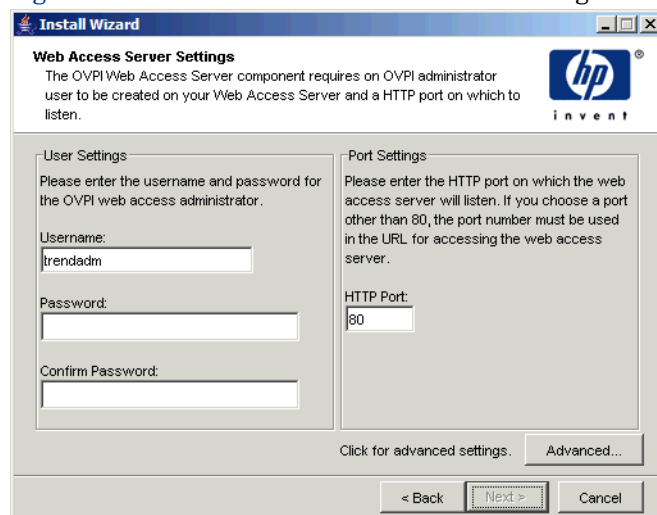 Install Wizard
Web Access Server Settings
The OVPI Web Access Server component requires on OVPI administrator
user to be created on your Web Access Server and a HTTP port on which to
listen.
hp
®
invent
User Settings
Please enter the username and password for
the OVPI web access administrator.
Username:
trendadm
Password:
Confirm Password:
Port Settings
Please enter the HTTP port on which the web
access server will listen. If you choose a port
other than 80, the port number must be used
in the URL for accessing the web access
server.
HTTP Port:
80
Click for advanced settings.
Advanced...
< Back
Next >
Cancel